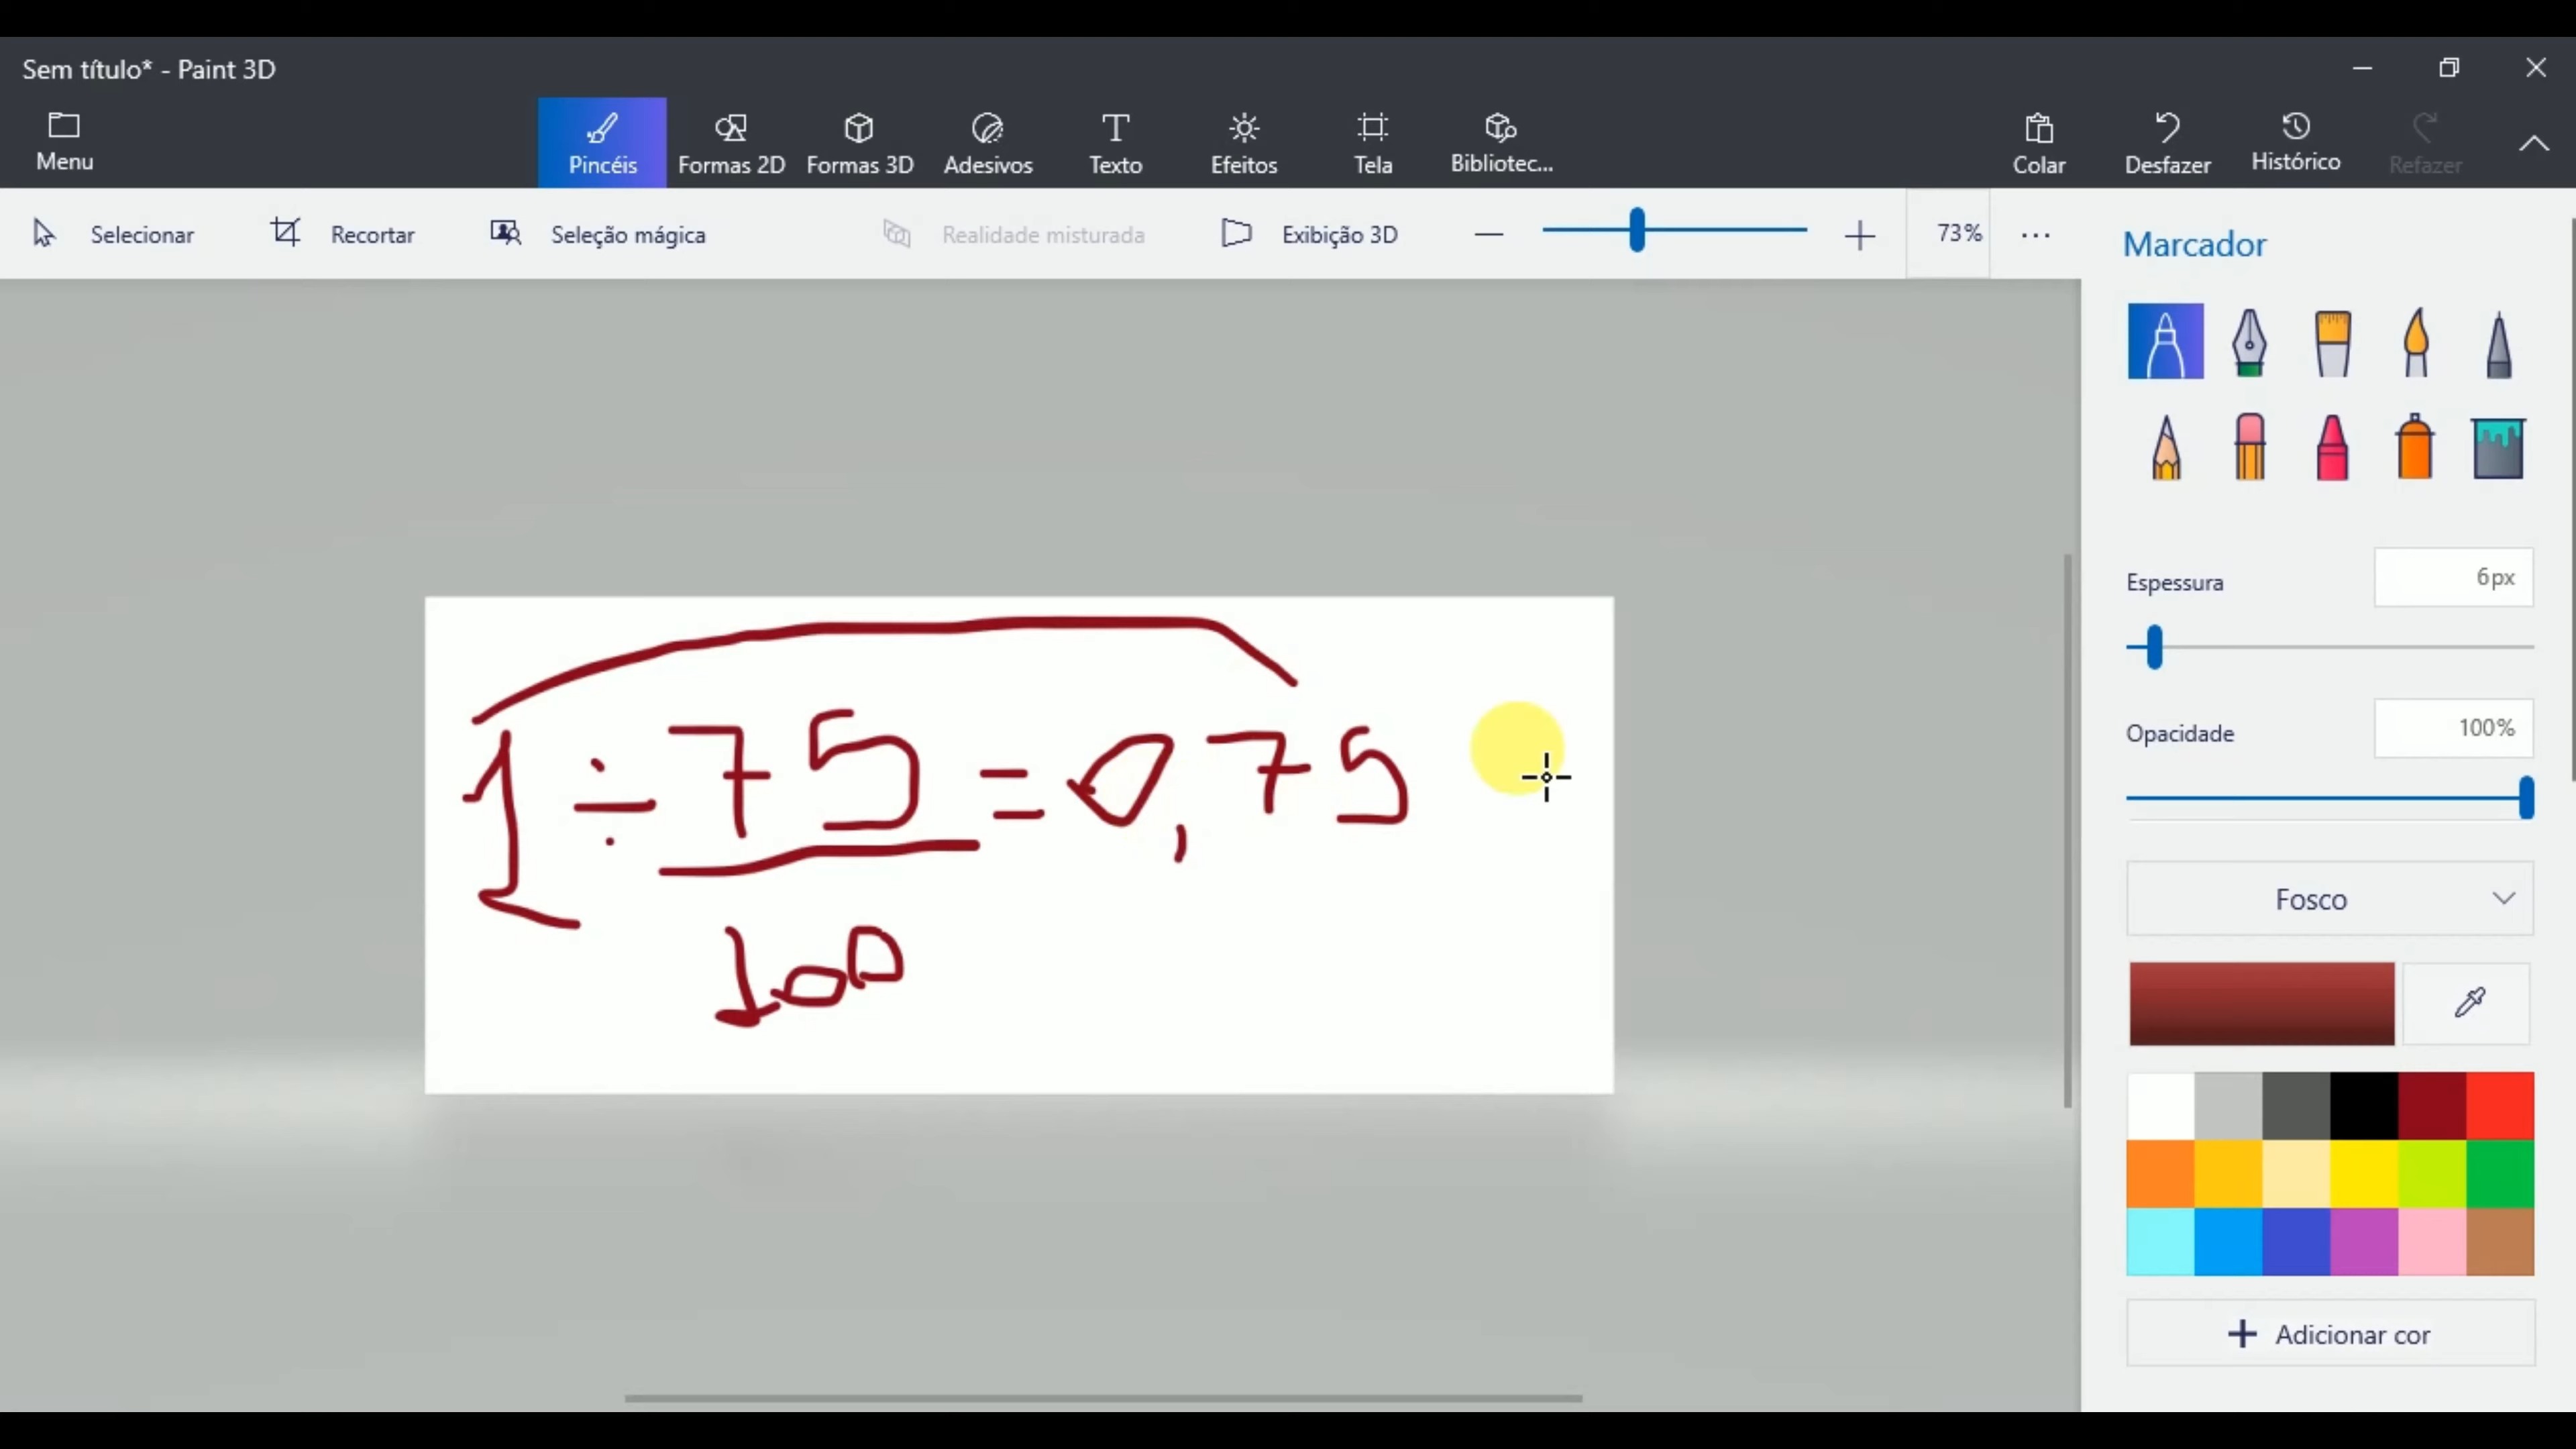 Sem título* - Paint 3D
Menu
Pincéis
Formas 2D
Formas 3D
Adesivos
Texto
Efeitos
Tela
Bibliotec...
Colar
Desfazer
Histórico
Refazer
Selecionar
Recortar
Seleção mágica
Realidade misturada
Exibição 3D
73%
Marcador
Espessura
6px
Opacidade
100%
Fosco
Adicionar cor
1 ÷ 75 = 0,75
100